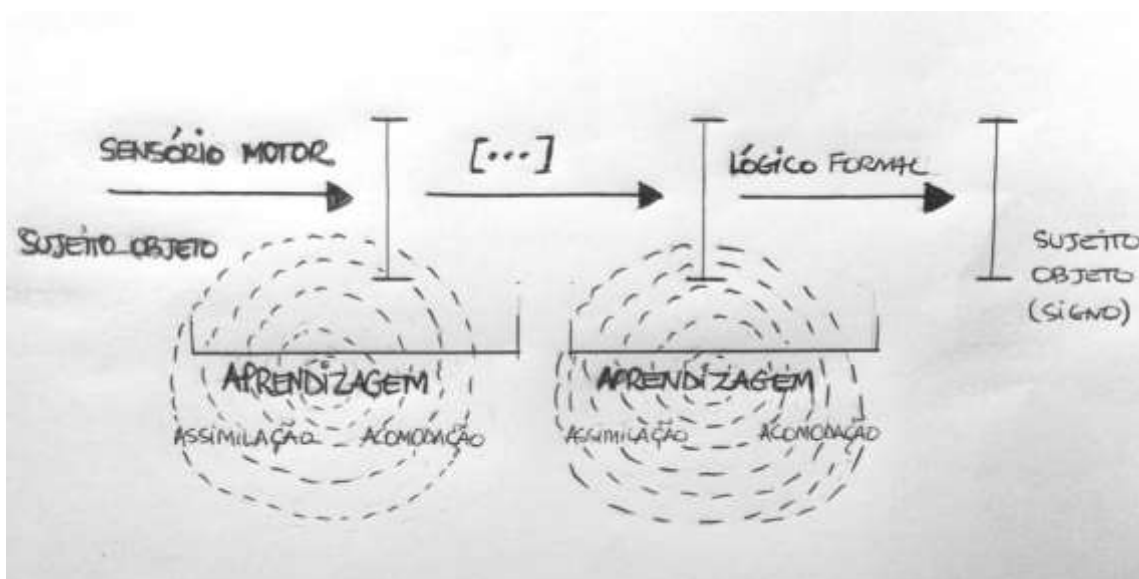 SENSÓRIO MOTOR
[...]
LÓGICO FORMAL
SUJEITO OBJETO
SUJEITO
OBJETO
(SIGNO)
APRENDIZAGEM
APRENDIZAGEM
ASSIMILAÇÃO
ACOMODAÇÃO
ASSIMILAÇÃO
ACOMODAÇÃO